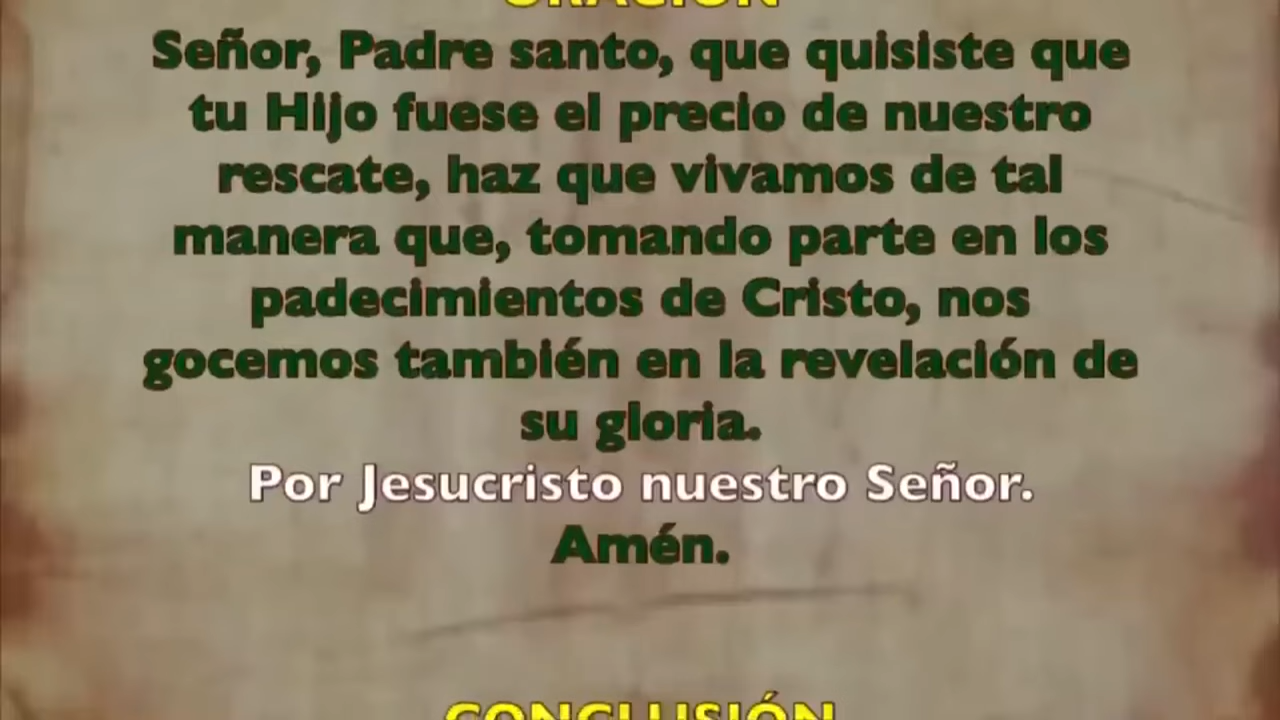 ORACIÓN
Señor, Padre santo, que quisiste que
tu Hijo fuese el precio de nuestro
rescate, haz que vivamos de tal
manera que, tomando parte en los
padecimientos de Cristo, nos
gocemos también en la revelación de
su gloria.
Por Jesucristo nuestro Señor.
Amén.
CONCLUSIÓN